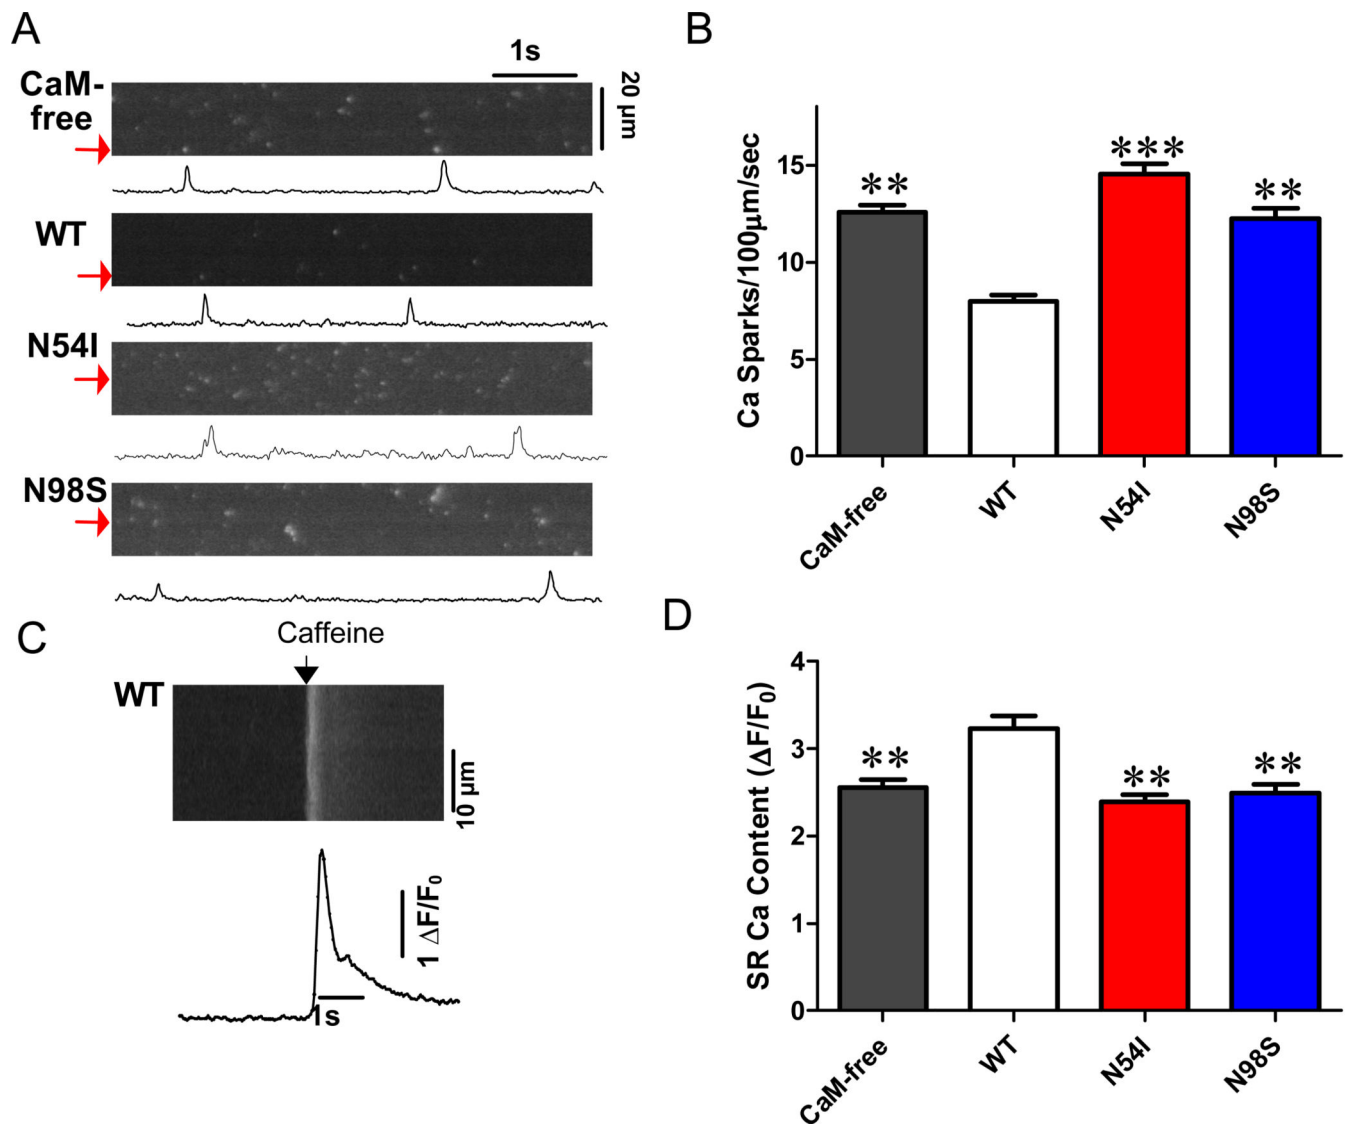 A
1s
CaM-
free
20 μm
WT
N54I
N98S
B
Ca Sparks/100μm/sec
15
10
5
0
**
***
**
CaM-free
WT
N54I
N98S
C
Caffeine
WT
10 μm
1 ΔF/F0
1s
D
SR Ca Content (ΔF/F0)
4
3
2
1
0
**
**
**
CaM-free
WT
N54I
N98S